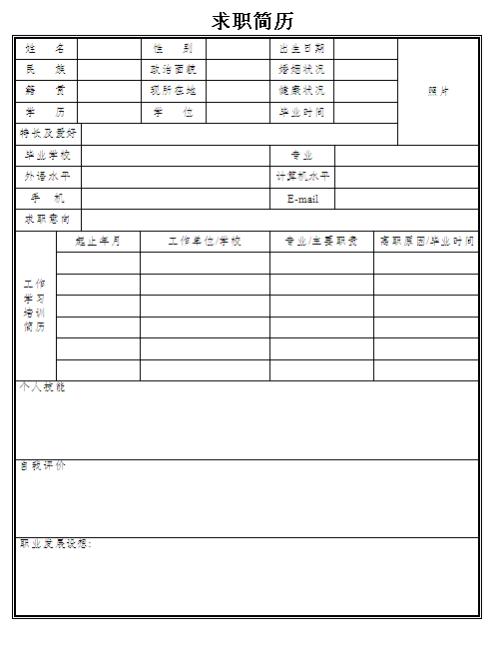 求职简历
姓 名 性 别 出生日期
民 族 政治面貌 婚姻状况
籍 贯 现所在地 健康状况 照片
学 历 学 位 毕业时间
特长及爱好
毕业学校 专业
外语水平 计算机水平
手 机 E-mail
求职意向
起止年月 工作单位/学校 专业/主要职责 离职原因/毕业时间
工作
学习
培训
简历
个人技能
自我评价
职业发展设想: